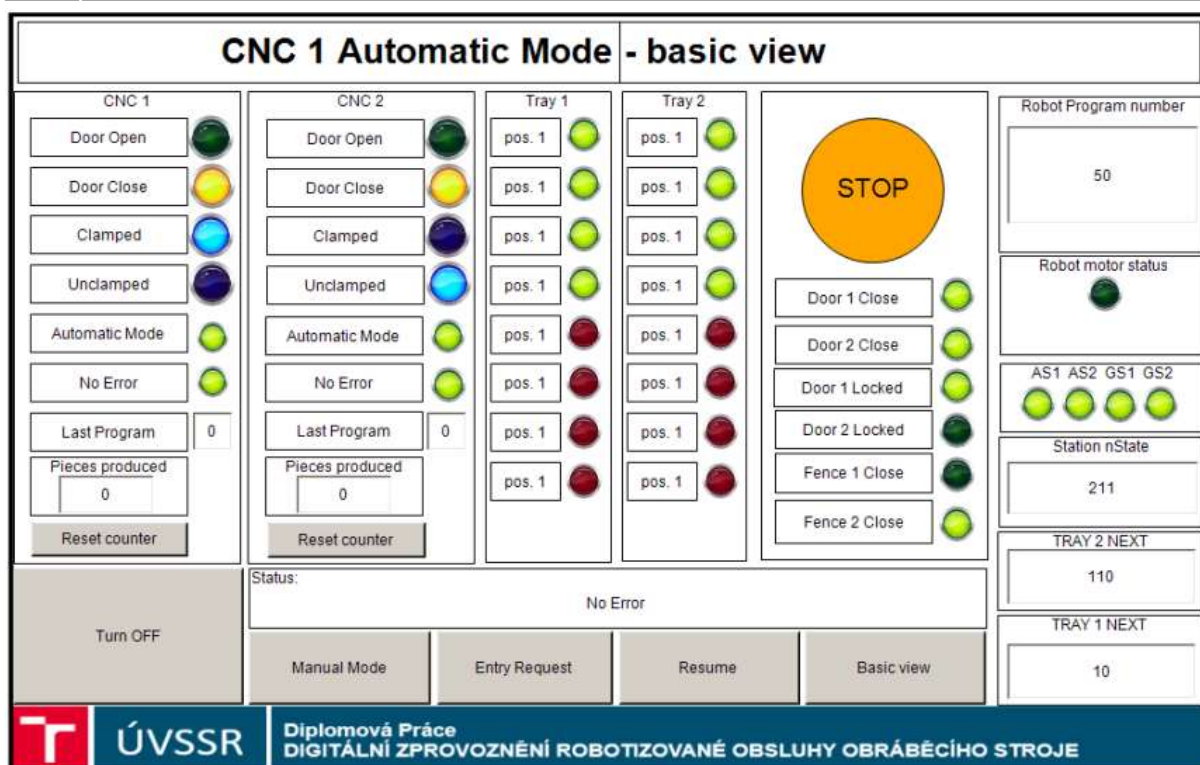 CNC 1 Automatic Mode - basic view
CNC 1
Door Open
Door Close
Clamped
Unclamped
Automatic Mode
No Error
Last Program 0
Pieces produced
0
Reset counter
CNC 2
Door Open
Door Close
Clamped
Unclamped
Automatic Mode
No Error
Last Program 0
Pieces produced
0
Reset counter
Tray 1
pos. 1
pos. 1
pos. 1
pos. 1
pos. 1
pos. 1
pos. 1
pos. 1
Tray 2
pos. 1
pos. 1
pos. 1
pos. 1
pos. 1
pos. 1
pos. 1
pos. 1
STOP
Door 1 Close
Door 2 Close
Door 1 Locked
Door 2 Locked
Fence 1 Close
Fence 2 Close
Robot Program number
50
Robot motor status
AS1 AS2 GS1 GS2
Station nState
211
TRAY 2 NEXT
110
TRAY 1 NEXT
10
Turn OFF
Status:
No Error
Manual Mode
Entry Request
Resume
Basic view
T ÚVSSR
Diplomová Práce
DIGITÁLNÍ ZPROVOZNĚNÍ ROBOTIZOVANÉ OBSLUHY OBRÁBĚCÍHO STROJE